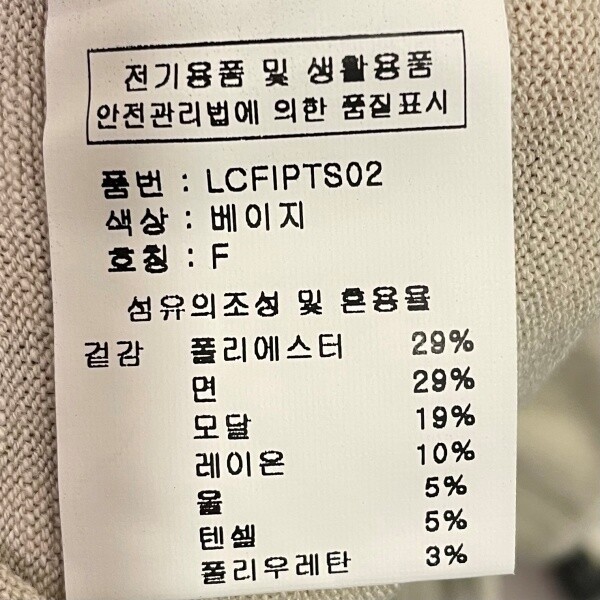 전기용품 및 생활용품
안전관리법에 의한 품질표시
품번 : LCFIPTS02
색상 : 베이지
호칭 : F
섬유의조성 및 혼용율
겉감 폴리에스터 29%
면 29%
모달 19%
레이온 10%
울 5%
텐셀 5%
폴리우레탄 3%